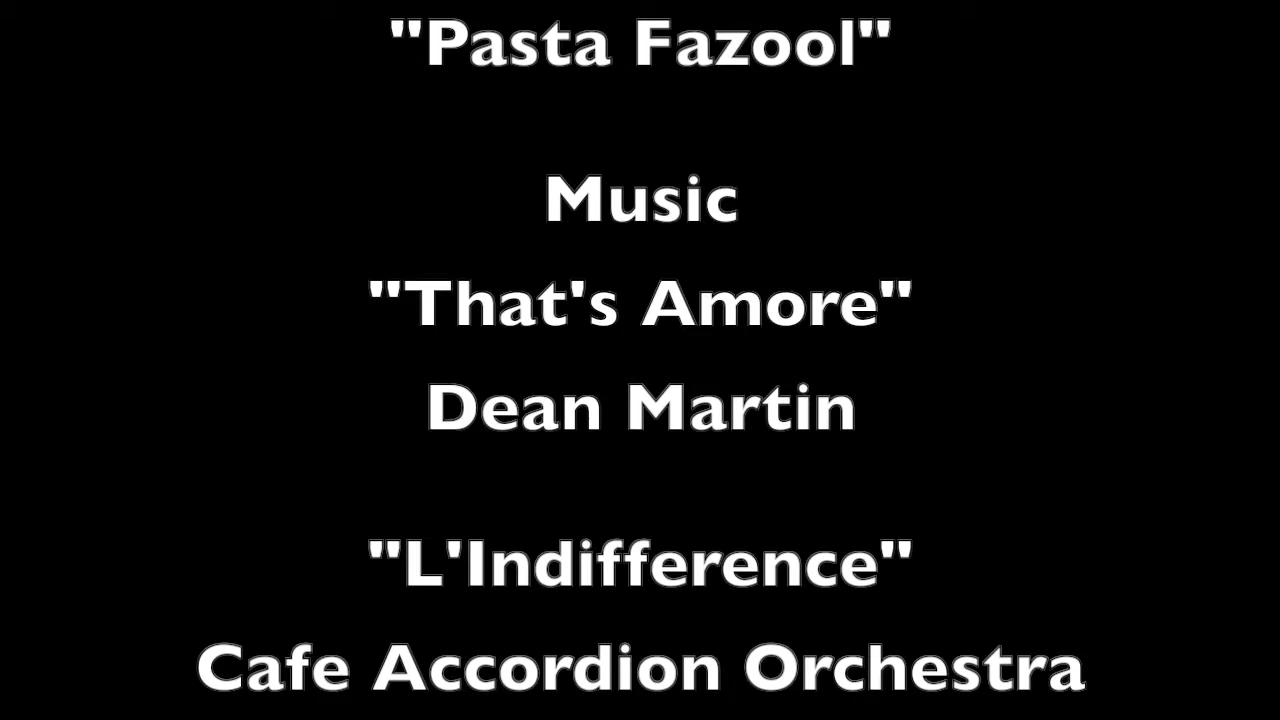 "Pasta Fazool"
Music
"That's Amore"
Dean Martin
"L'Indifference"
Cafe Accordion Orchestra